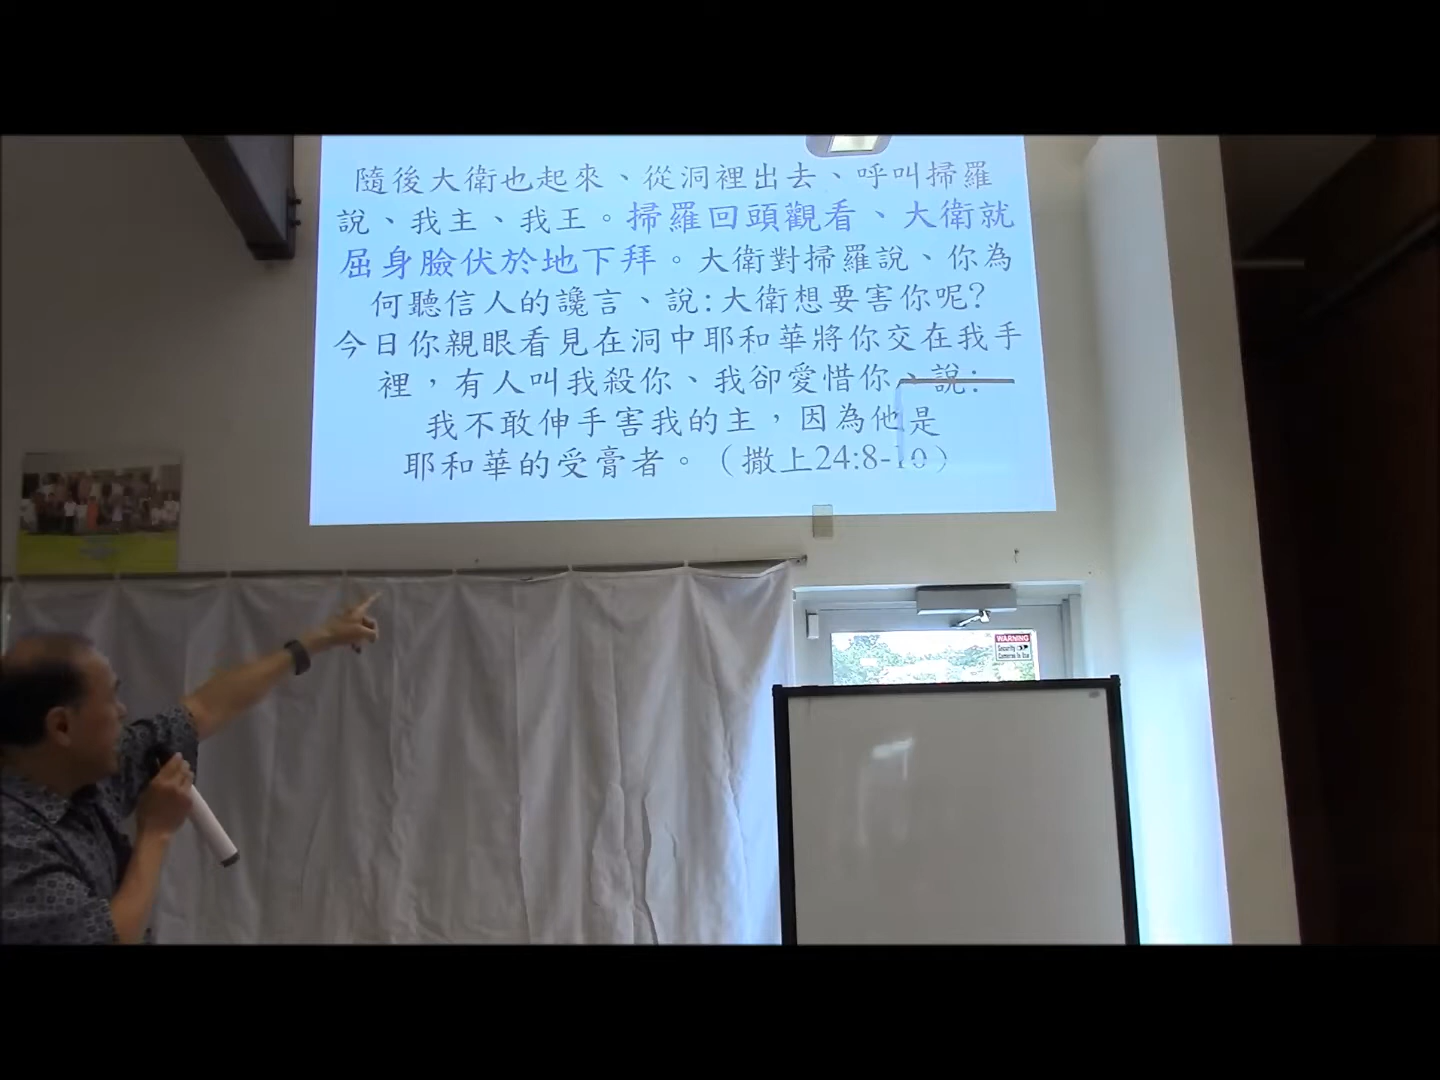 隨後大衛也起來、從洞裡出去、呼叫掃羅
說、我主、我王。掃羅回頭觀看、大衛就
屈身臉伏於地下拜。大衛對掃羅說、你為
何聽信人的讒言、說:大衛想要害你呢?
今日你親眼看見在洞中耶和華將你交在我手
裡，有人叫我殺你、我卻愛惜你、說:
我不敢伸手害我的主，因為他是
耶和華的受膏者。（撒上24:8-10）
WARNING
Security
Cameras In Use